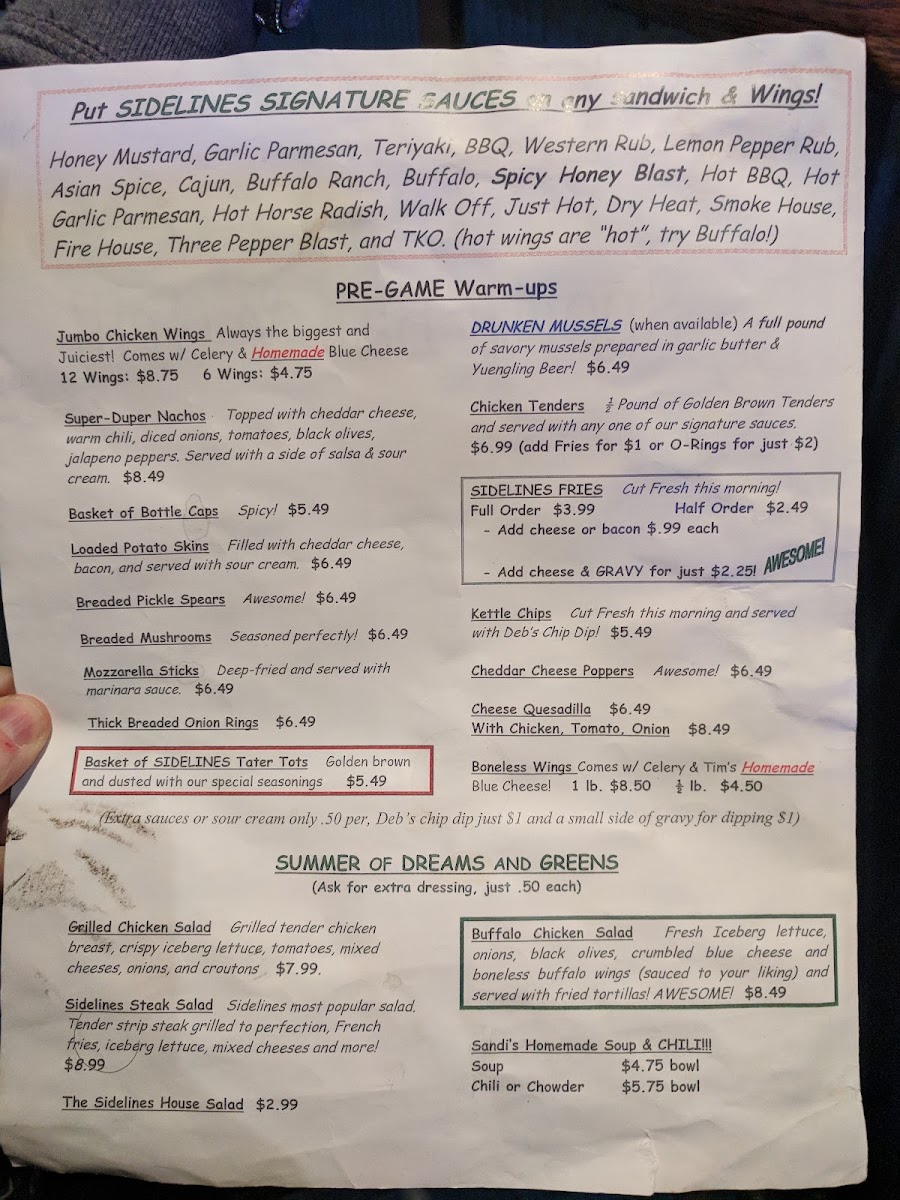 Put SIDELINES SIGNATURE SAUCES on any sandwich & Wings!
Honey Mustard, Garlic Parmesan, Teriyaki, BBQ, Western Rub, Lemon Pepper Rub,
Asian Spice, Cajun, Buffalo Ranch, Buffalo, Spicy Honey Blast, Hot BBQ, Hot
Garlic Parmesan, Hot Horse Radish, Walk Off, Just Hot, Dry Heat, Smoke House,
Fire House, Three Pepper Blast, and TKO. (hot wings are "hot", try Buffalo!)
PRE-GAME Warm-ups
Jumbo Chicken Wings Always the biggest and
Juiciest! Comes w/ Celery & Homemade Blue Cheese
12 Wings: $8.75 6 Wings: $4.75
Super-Duper Nachos Topped with cheddar cheese,
warm chili, diced onions, tomatoes, black olives,
jalapeno peppers. Served with a side of salsa & sour
cream. $8.49
Basket of Bottle Caps Spicy! $5.49
Loaded Potato Skins Filled with cheddar cheese,
bacon, and served with sour cream. $6.49
Breaded Pickle Spears Awesome! $6.49
Breaded Mushrooms Seasoned perfectly! $6.49
Mozzarella Sticks Deep-fried and served with
marinara sauce. $6.49
Thick Breaded Onion Rings $6.49
Basket of SIDELINES Tater Tots Golden brown
and dusted with our special seasonings $5.49
DRUNKEN MUSSELS (when available) A full pound
of savory mussels prepared in garlic butter &
Yuengling Beer! $6.49
Chicken Tenders ½ Pound of Golden Brown Tenders
and served with any one of our signature sauces.
$6.99 (add Fries for $1 or O-Rings for just $2)
SIDELINES FRIES Cut Fresh this morning!
Full Order $3.99 Half Order $2.49
- Add cheese or bacon $.99 each
- Add cheese & GRAVY for just $2.25! AWESOME!
Kettle Chips Cut Fresh this morning and served
with Deb's Chip Dip! $5.49
Cheddar Cheese Poppers Awesome! $6.49
Cheese Quesadilla $6.49
With Chicken, Tomato, Onion $8.49
Boneless Wings Comes w/ Celery & Tim's Homemade
Blue Cheese! 1 lb. $8.50 ½ lb. $4.50
(Extra sauces or sour cream only .50 per, Deb's chip dip just $1 and a small side of gravy for dipping $1)
SUMMER OF DREAMS AND GREENS
(Ask for extra dressing, just .50 each)
Grilled Chicken Salad Grilled tender chicken
breast, crispy iceberg lettuce, tomatoes, mixed
cheeses, onions, and croutons $7.99.
Sidelines Steak Salad Sidelines most popular salad.
Tender strip steak grilled to perfection, French
fries, iceberg lettuce, mixed cheeses and more!
$8.99
The Sidelines House Salad $2.99
Buffalo Chicken Salad Fresh Iceberg lettuce,
onions, black olives, crumbled blue cheese and
boneless buffalo wings (sauced to your liking) and
served with fried tortillas! AWESOME! $8.49
Sandi's Homemade Soup & CHILI!!!
Soup $4.75 bowl
Chili or Chowder $5.75 bowl